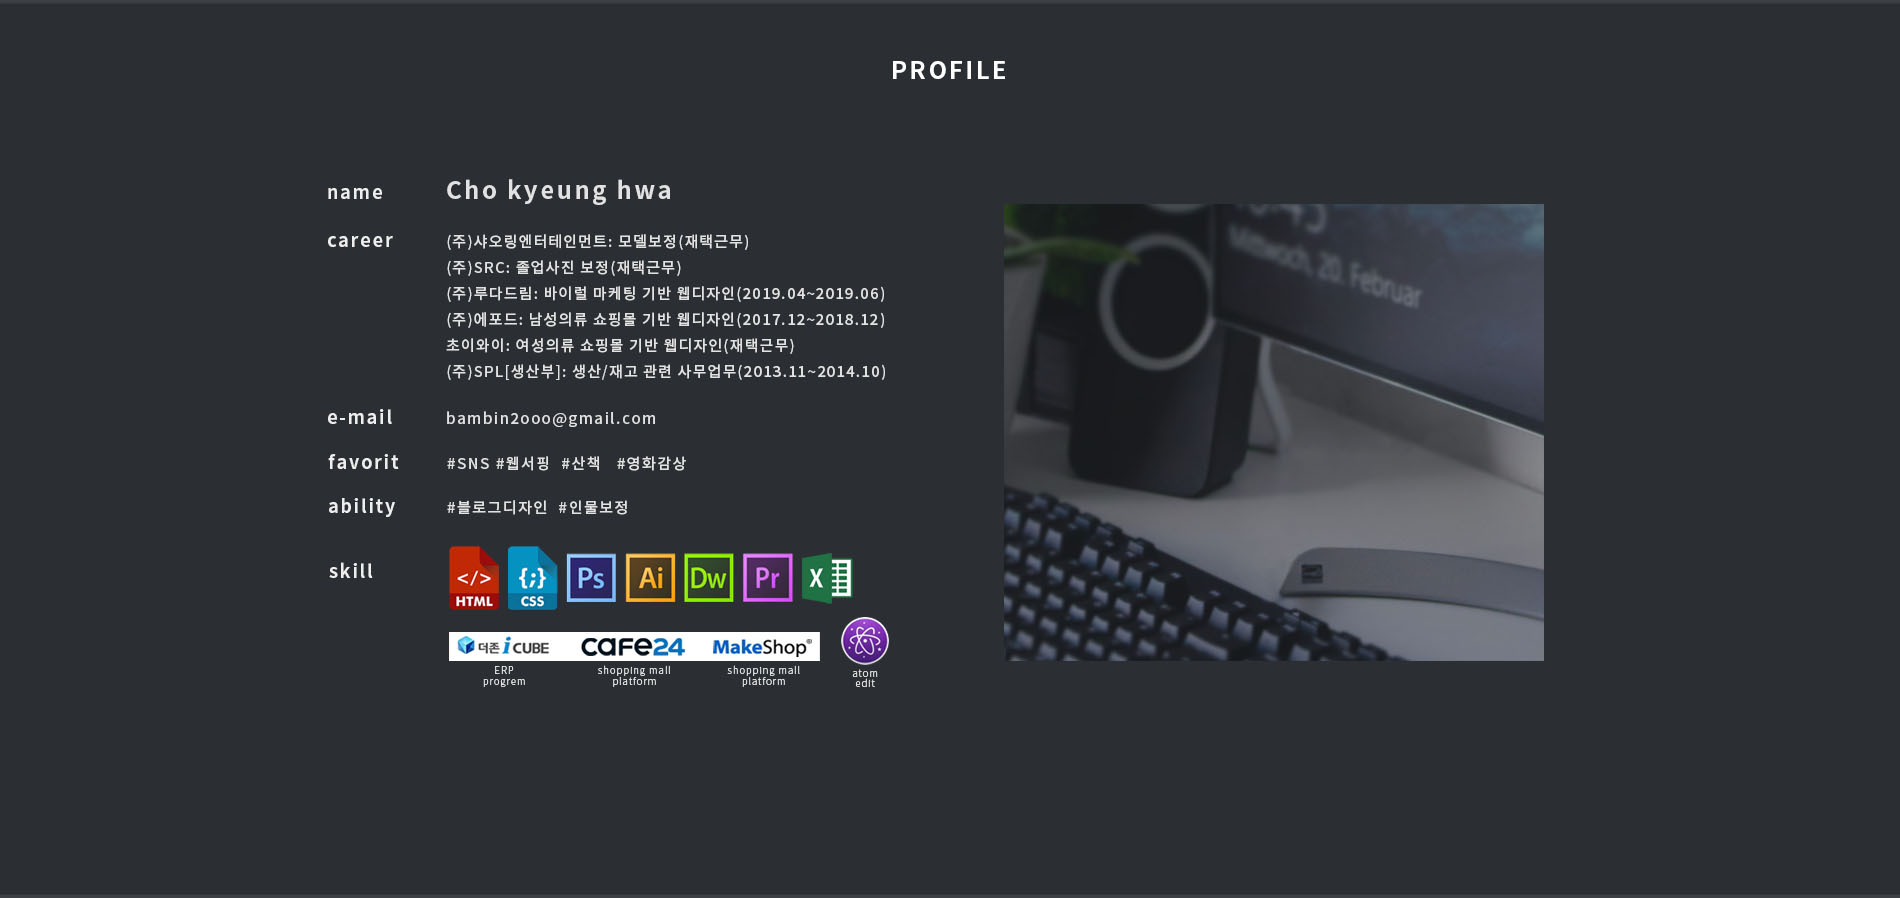 PROFILE
name Cho kyeung hwa
career (주)샤오링엔터테인먼트: 모델보정(재택근무)
(주)SRC: 졸업사진 보정(재택근무)
(주)루다드림: 바이럴 마케팅 기반 웹디자인(2019.04~2019.06)
(주)에포드: 남성의류 쇼핑몰 기반 웹디자인(2017.12~2018.12)
초이와이: 여성의류 쇼핑몰 기반 웹디자인(재택근무)
(주)SPL[생산부]: 생산/재고 관련 사무업무(2013.11~2014.10)
e-mail bambin2ooo@gmail.com
favorit #SNS #웹서핑 #산책 #영화감상
ability #블로그디자인 #인물보정
skill </> HTML {;} CSS Ps Ai Dw Pr X
더존 iCUBE cafe24 MakeShop®
ERP progrem
shopping mall platform
shopping mall platform
atom edit
Mittwoch, 20. Februar